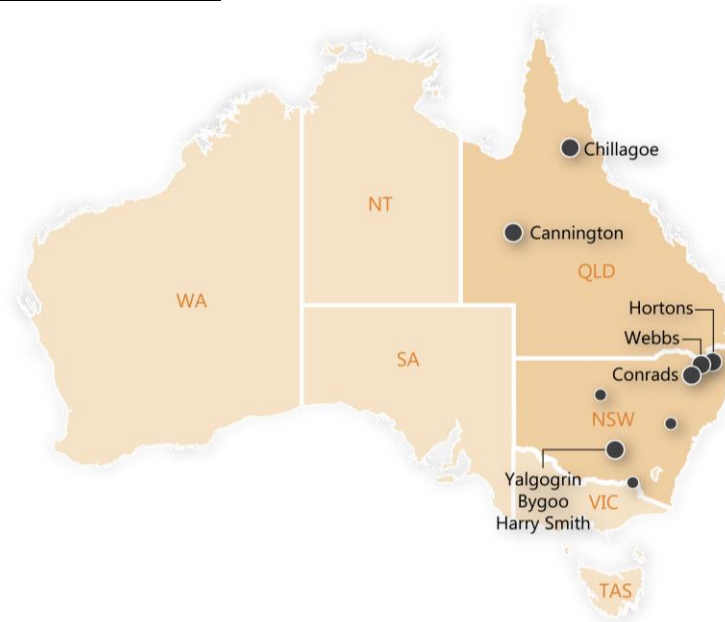 Chillagoe
NT
Cannington
QLD
WA
Hortons
Webbs
SA
Conrads
NSW
Yalgogrin
Bygoo
Harry Smith
VIC
TAS